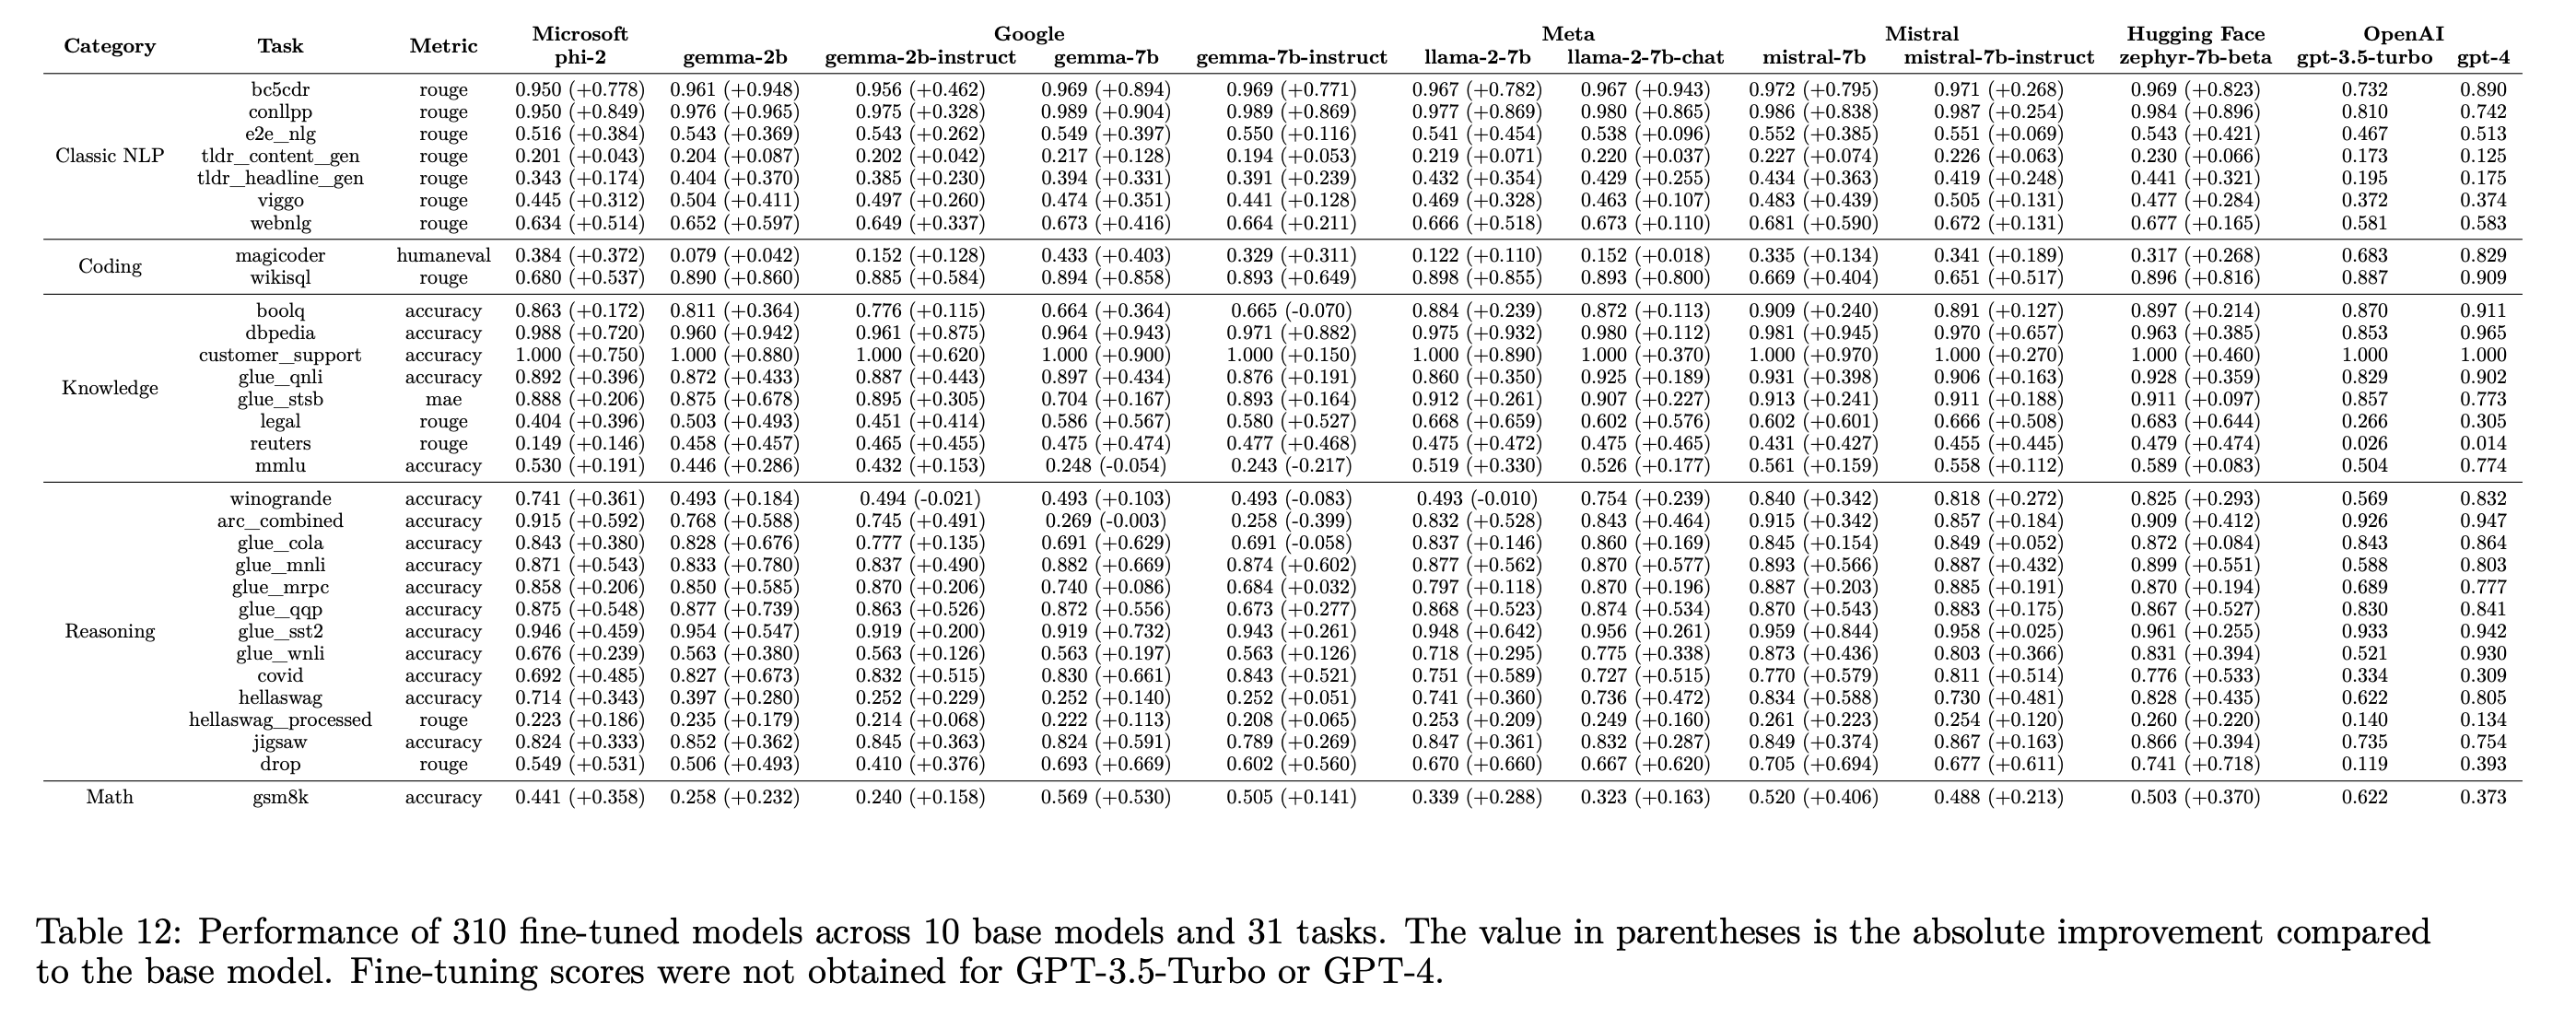 Microsoft Google Meta Mistral Hugging Face OpenAI
Category Task Metric phi-2 gemma-2b gemma-2b-instruct gemma-7b gemma-7b-instruct llama-2-7b llama-2-7b-chat mistral-7b mistral-7b-instruct zephyr-7b-beta gpt-3.5-turbo gpt-4
bc5cdr rouge 0.950 (+0.778) 0.961 (+0.948) 0.956 (+0.462) 0.969 (+0.894) 0.969 (+0.771) 0.967 (+0.782) 0.967 (+0.943) 0.972 (+0.795) 0.971 (+0.268) 0.969 (+0.823) 0.732 0.890
conllpp rouge 0.950 (+0.849) 0.976 (+0.965) 0.975 (+0.328) 0.989 (+0.904) 0.989 (+0.869) 0.977 (+0.869) 0.980 (+0.865) 0.986 (+0.838) 0.987 (+0.254) 0.984 (+0.896) 0.810 0.742
e2e_nlg rouge 0.516 (+0.384) 0.543 (+0.369) 0.543 (+0.262) 0.549 (+0.397) 0.550 (+0.116) 0.541 (+0.454) 0.538 (+0.096) 0.552 (+0.385) 0.551 (+0.069) 0.543 (+0.421) 0.467 0.513
Classic NLP tldr_content_gen rouge 0.201 (+0.043) 0.204 (+0.087) 0.202 (+0.042) 0.217 (+0.128) 0.194 (+0.053) 0.219 (+0.071) 0.220 (+0.037) 0.227 (+0.074) 0.226 (+0.063) 0.230 (+0.066) 0.173 0.125
tldr_headline_gen rouge 0.343 (+0.174) 0.404 (+0.370) 0.385 (+0.230) 0.394 (+0.331) 0.391 (+0.239) 0.432 (+0.354) 0.429 (+0.255) 0.434 (+0.363) 0.419 (+0.248) 0.441 (+0.321) 0.195 0.175
viggo rouge 0.445 (+0.312) 0.504 (+0.411) 0.497 (+0.260) 0.474 (+0.351) 0.441 (+0.128) 0.469 (+0.328) 0.463 (+0.107) 0.483 (+0.439) 0.505 (+0.131) 0.477 (+0.284) 0.372 0.374
webnlg rouge 0.634 (+0.514) 0.652 (+0.597) 0.649 (+0.337) 0.673 (+0.416) 0.664 (+0.211) 0.666 (+0.518) 0.673 (+0.110) 0.681 (+0.590) 0.672 (+0.131) 0.677 (+0.165) 0.581 0.583
Coding magicoder humaneval 0.384 (+0.372) 0.079 (+0.042) 0.152 (+0.128) 0.433 (+0.403) 0.329 (+0.311) 0.122 (+0.110) 0.152 (+0.018) 0.335 (+0.134) 0.341 (+0.189) 0.317 (+0.268) 0.683 0.829
wikisql rouge 0.680 (+0.537) 0.890 (+0.860) 0.885 (+0.584) 0.894 (+0.858) 0.893 (+0.649) 0.898 (+0.855) 0.893 (+0.800) 0.669 (+0.404) 0.651 (+0.517) 0.896 (+0.816) 0.887 0.909
boolq accuracy 0.863 (+0.172) 0.811 (+0.364) 0.776 (+0.115) 0.664 (+0.364) 0.665 (-0.070) 0.884 (+0.239) 0.872 (+0.113) 0.909 (+0.240) 0.891 (+0.127) 0.897 (+0.214) 0.870 0.911
dbpedia accuracy 0.988 (+0.720) 0.960 (+0.942) 0.961 (+0.875) 0.964 (+0.943) 0.971 (+0.882) 0.975 (+0.932) 0.980 (+0.112) 0.981 (+0.945) 0.970 (+0.657) 0.963 (+0.385) 0.853 0.965
customer_support accuracy 1.000 (+0.750) 1.000 (+0.880) 1.000 (+0.620) 1.000 (+0.900) 1.000 (+0.150) 1.000 (+0.890) 1.000 (+0.370) 1.000 (+0.970) 1.000 (+0.270) 1.000 (+0.460) 1.000 1.000
Knowledge glue_qnli accuracy 0.892 (+0.396) 0.872 (+0.433) 0.887 (+0.443) 0.897 (+0.434) 0.876 (+0.191) 0.860 (+0.350) 0.925 (+0.189) 0.931 (+0.398) 0.906 (+0.163) 0.928 (+0.359) 0.829 0.902
glue_stsb mae 0.888 (+0.206) 0.875 (+0.678) 0.895 (+0.305) 0.704 (+0.167) 0.893 (+0.164) 0.912 (+0.261) 0.907 (+0.227) 0.913 (+0.241) 0.911 (+0.188) 0.911 (+0.097) 0.857 0.773
legal rouge 0.404 (+0.396) 0.503 (+0.493) 0.451 (+0.414) 0.586 (+0.567) 0.580 (+0.527) 0.668 (+0.659) 0.602 (+0.576) 0.602 (+0.601) 0.666 (+0.508) 0.683 (+0.644) 0.266 0.305
reuters rouge 0.149 (+0.146) 0.458 (+0.457) 0.465 (+0.455) 0.475 (+0.474) 0.477 (+0.468) 0.475 (+0.472) 0.475 (+0.465) 0.431 (+0.427) 0.455 (+0.445) 0.479 (+0.474) 0.026 0.014
mmlu accuracy 0.530 (+0.191) 0.446 (+0.286) 0.432 (+0.153) 0.248 (-0.054) 0.243 (-0.217) 0.519 (+0.330) 0.526 (+0.177) 0.561 (+0.159) 0.558 (+0.112) 0.589 (+0.083) 0.504 0.774
winogrande accuracy 0.741 (+0.361) 0.493 (+0.184) 0.494 (-0.021) 0.493 (+0.103) 0.493 (-0.083) 0.493 (-0.010) 0.754 (+0.239) 0.840 (+0.342) 0.818 (+0.272) 0.825 (+0.293) 0.569 0.832
arc_combined accuracy 0.915 (+0.592) 0.768 (+0.588) 0.745 (+0.491) 0.269 (-0.003) 0.258 (-0.399) 0.832 (+0.528) 0.843 (+0.464) 0.915 (+0.342) 0.857 (+0.184) 0.909 (+0.412) 0.926 0.947
glue_cola accuracy 0.843 (+0.380) 0.828 (+0.676) 0.777 (+0.135) 0.691 (+0.629) 0.691 (-0.058) 0.837 (+0.146) 0.860 (+0.169) 0.845 (+0.154) 0.849 (+0.052) 0.872 (+0.084) 0.843 0.864
glue_mnli accuracy 0.871 (+0.543) 0.833 (+0.780) 0.837 (+0.490) 0.882 (+0.669) 0.874 (+0.602) 0.877 (+0.562) 0.870 (+0.577) 0.893 (+0.566) 0.887 (+0.432) 0.899 (+0.551) 0.588 0.803
glue_mrpc accuracy 0.858 (+0.206) 0.850 (+0.585) 0.870 (+0.206) 0.740 (+0.086) 0.684 (+0.032) 0.797 (+0.118) 0.870 (+0.196) 0.887 (+0.203) 0.885 (+0.191) 0.870 (+0.194) 0.689 0.777
glue_qqp accuracy 0.875 (+0.548) 0.877 (+0.739) 0.863 (+0.526) 0.872 (+0.556) 0.673 (+0.277) 0.868 (+0.523) 0.874 (+0.534) 0.870 (+0.543) 0.883 (+0.175) 0.867 (+0.527) 0.830 0.841
Reasoning glue_sst2 accuracy 0.946 (+0.459) 0.954 (+0.547) 0.919 (+0.200) 0.919 (+0.732) 0.943 (+0.261) 0.948 (+0.642) 0.956 (+0.261) 0.959 (+0.844) 0.958 (+0.025) 0.961 (+0.255) 0.933 0.942
glue_wnli accuracy 0.676 (+0.239) 0.563 (+0.380) 0.563 (+0.126) 0.563 (+0.197) 0.563 (+0.126) 0.718 (+0.295) 0.775 (+0.338) 0.873 (+0.436) 0.803 (+0.366) 0.831 (+0.394) 0.521 0.930
covid accuracy 0.692 (+0.485) 0.827 (+0.673) 0.832 (+0.515) 0.830 (+0.661) 0.843 (+0.521) 0.751 (+0.589) 0.727 (+0.515) 0.770 (+0.579) 0.811 (+0.514) 0.776 (+0.533) 0.334 0.309
hellaswag accuracy 0.714 (+0.343) 0.397 (+0.280) 0.252 (+0.229) 0.252 (+0.140) 0.252 (+0.051) 0.741 (+0.360) 0.736 (+0.472) 0.834 (+0.588) 0.730 (+0.481) 0.828 (+0.435) 0.622 0.805
hellaswag_processed rouge 0.223 (+0.186) 0.235 (+0.179) 0.214 (+0.068) 0.222 (+0.113) 0.208 (+0.065) 0.253 (+0.209) 0.249 (+0.160) 0.261 (+0.223) 0.254 (+0.120) 0.260 (+0.220) 0.140 0.134
jigsaw accuracy 0.824 (+0.333) 0.852 (+0.362) 0.845 (+0.363) 0.824 (+0.591) 0.789 (+0.269) 0.847 (+0.361) 0.832 (+0.287) 0.849 (+0.374) 0.867 (+0.163) 0.866 (+0.394) 0.735 0.754
drop rouge 0.549 (+0.531) 0.506 (+0.493) 0.410 (+0.376) 0.693 (+0.669) 0.602 (+0.560) 0.670 (+0.660) 0.667 (+0.620) 0.705 (+0.694) 0.677 (+0.611) 0.741 (+0.718) 0.119 0.393
Math gsm8k accuracy 0.441 (+0.358) 0.258 (+0.232) 0.240 (+0.158) 0.569 (+0.530) 0.505 (+0.141) 0.339 (+0.288) 0.323 (+0.163) 0.520 (+0.406) 0.488 (+0.213) 0.503 (+0.370) 0.622 0.373
Table 12: Performance of 310 fine-tuned models across 10 base models and 31 tasks. The value in parentheses is the absolute improvement compared
to the base model. Fine-tuning scores were not obtained for GPT-3.5-Turbo or GPT-4.